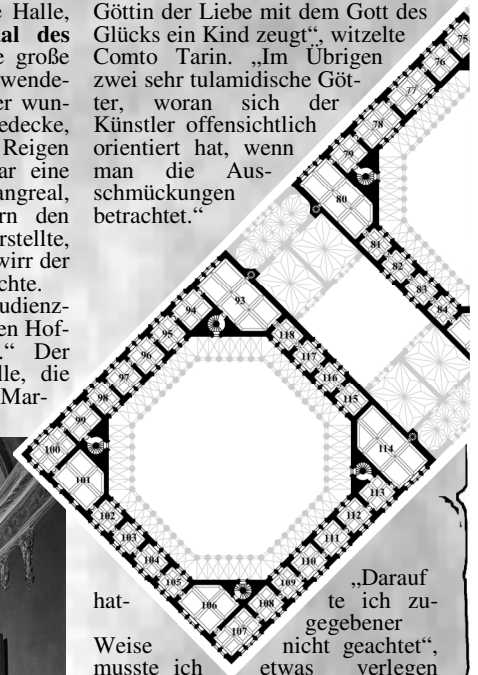 e Halle,
al des
e große
wende-
er wun-
edecke,
Reigen
ar eine
angreal,
rn den
rstellte,
wirr der
chte.
udienz-
en Hof-
.“ Der
lle, die
Mar-
Göttin der Liebe mit dem Gott des
Glücks ein Kind zeugt“, witzelte
Comto Tarin. „Im Übrigen
zwei sehr tulamidische Göt-
ter, woran sich der
Künstler offensichtlich
orientiert hat, wenn
man die Aus-
schmückungen
betrachtet.“
75
76
77
78
79
80
81
82
83
84
93
94
95
96
97
98
99
100
101
102
103
104
105
106
107
108
109
110
111
112
113
114
115
116
117
118
„Darauf
hat- te ich zu-
gegebener
Weise nicht geachtet“,
musste ich etwas verlegen